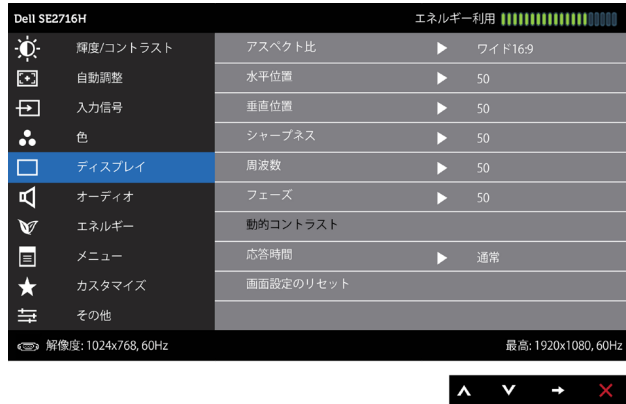 Dell SE2716H エネルギー利用
輝度/コントラスト アスペクト比 ワイド16:9
自動調整 水平位置 50
入力信号 垂直位置 50
色 シャープネス 50
ディスプレイ 周波数 50
オーディオ フェーズ 50
エネルギー 動的コントラスト
メニュー 応答時間 通常
カスタマイズ 画面設定のリセット
その他
解像度: 1024x768, 60Hz 最高: 1920x1080, 60Hz